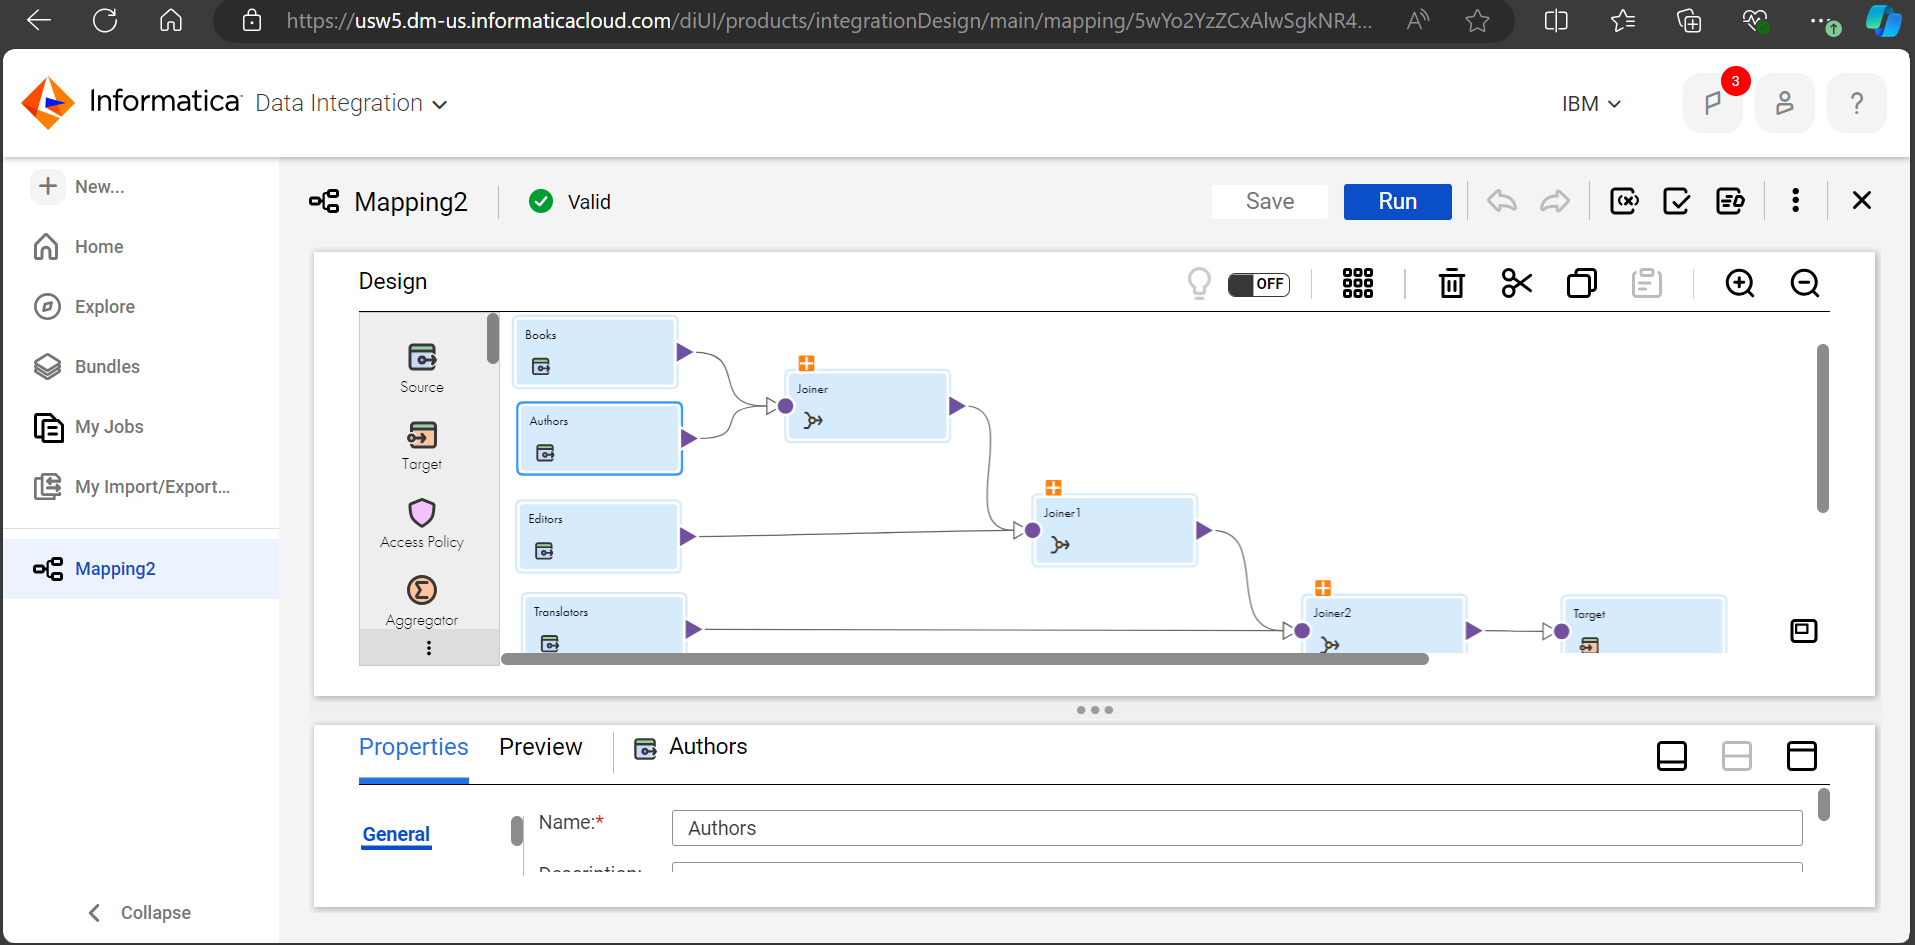 https://usw5.dm-us.informaticacloud.com/diUI/products/integrationDesign/main/mapping/5wYo2YzZCxAlwSgkNR4...
Informatica Data Integration
IBM
3
?
New...
Home
Explore
Bundles
My Jobs
My Import/Export...
Mapping2
Collapse
Mapping2
Valid
Save
Run
Design
OFF
Source
Target
Access Policy
Aggregator
Books
Authors
Editors
Translators
Joiner
Joiner1
Joiner2
Target
Properties
Preview
Authors
General
Name:*
Authors
Description: